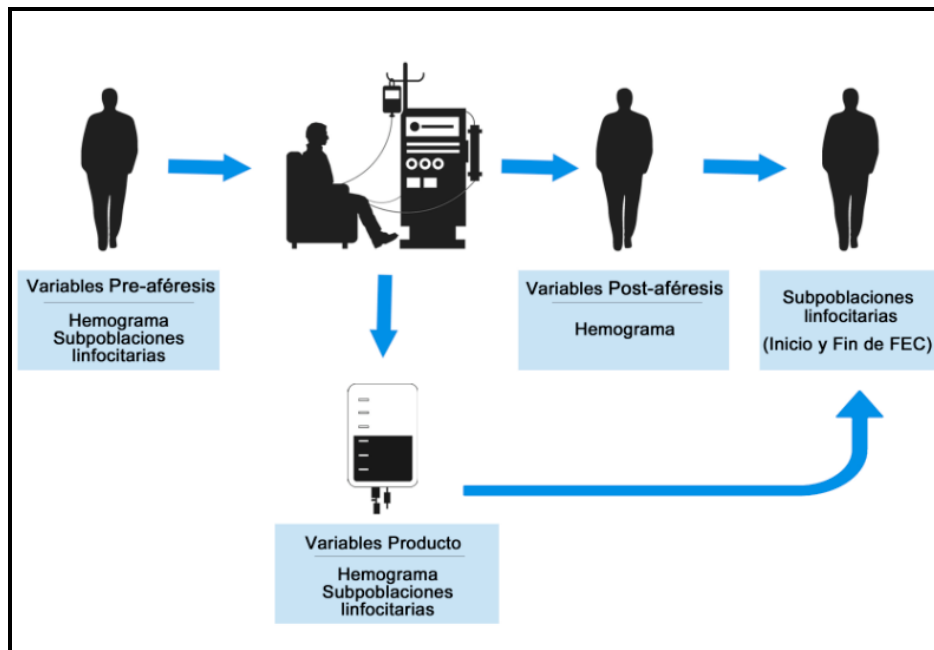 Variables Pre-aféresis
Hemograma
Subpoblaciones
linfocitarias
Variables Post-aféresis
Hemograma
Subpoblaciones
linfocitarias
(Inicio y Fin de FEC)
Variables Producto
Hemograma
Subpoblaciones
linfocitarias